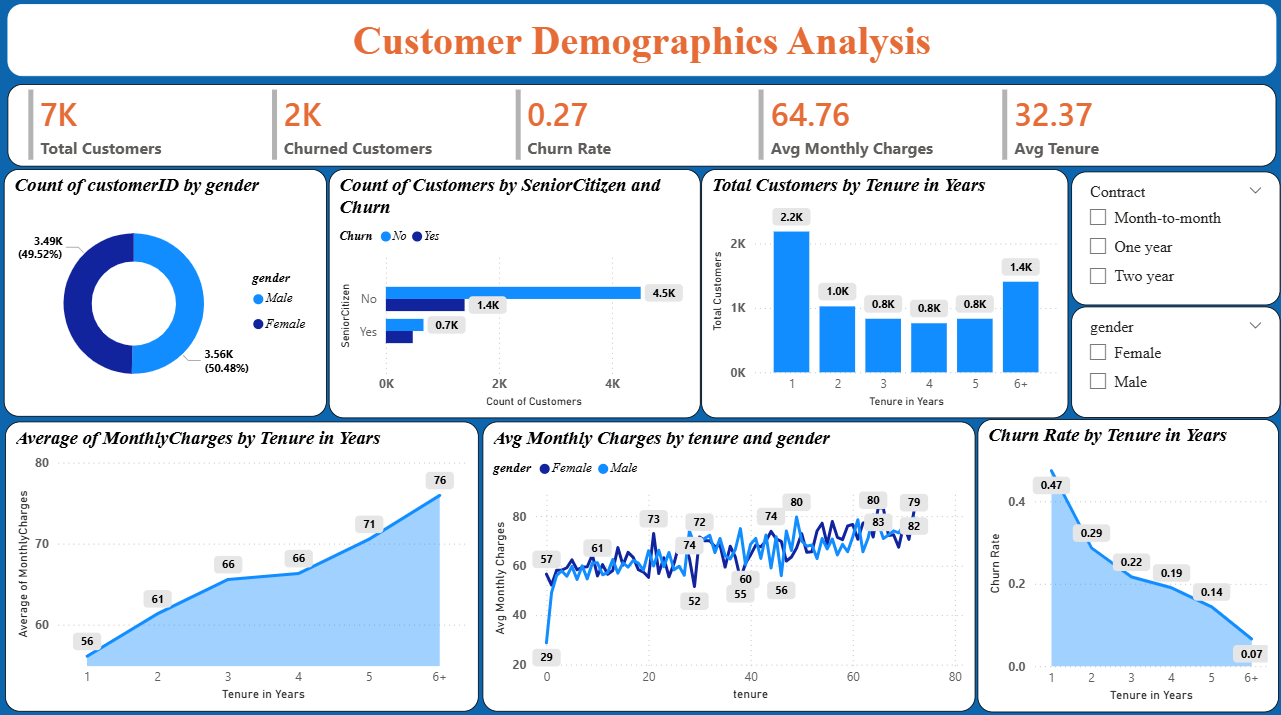 Customer Demographics Analysis
7K
Total Customers
2K
Churned Customers
0.27
Churn Rate
64.76
Avg Monthly Charges
32.37
Avg Tenure
Count of customerID by gender
3.49K
(49.52%)
gender
Male
Female
3.56K
(50.48%)
Count of Customers by SeniorCitizen and
Churn
Churn No Yes
SeniorCitizen
No
Yes
4.5K
1.4K
0.7K
0K 2K 4K
Count of Customers
Total Customers by Tenure in Years
Total Customers
2K
1K
0K
2.2K
1.0K
0.8K
0.8K
0.8K
1.4K
1 2 3 4 5 6+
Tenure in Years
Contract
Month-to-month
One year
Two year
gender
Female
Male
Average of MonthlyCharges by Tenure in Years
Average of MonthlyCharges
80
70
60
56
61
66
66
71
76
1 2 3 4 5 6+
Tenure in Years
Avg Monthly Charges by tenure and gender
gender Female Male
Avg Monthly Charges
80
60
40
20
57
29
61
73
74
72
52
60
55
74
56
80
80
83
79
82
0 20 40 60 80
tenure
Churn Rate by Tenure in Years
Churn Rate
0.4
0.2
0.0
0.47
0.29
0.22
0.19
0.14
0.07
1 2 3 4 5 6+
Tenure in Years